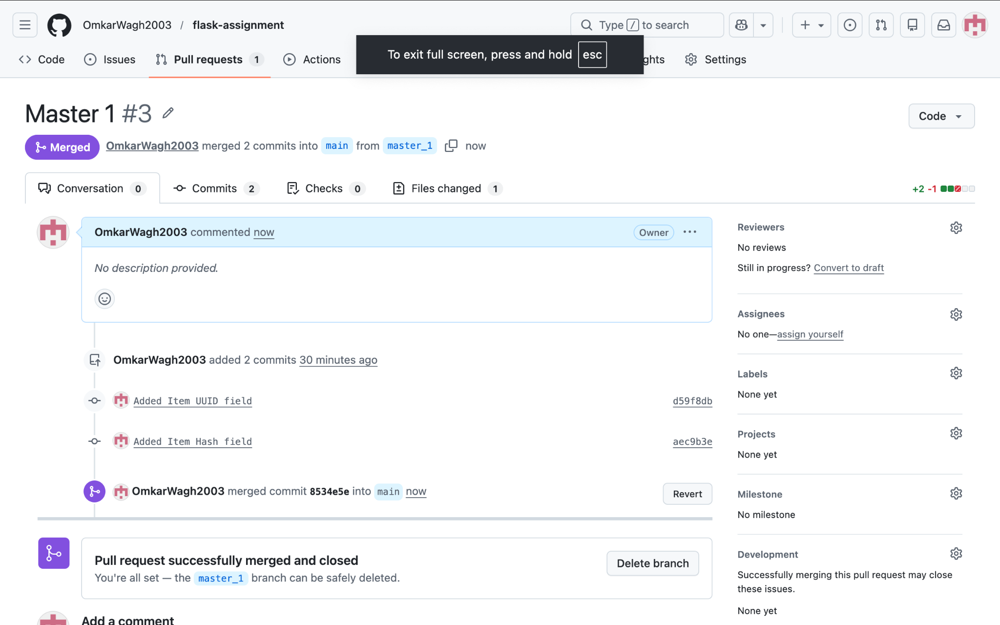 OmkarWagh2003 / flask-assignment
Type / to search
Code
Issues
Pull requests 1
Actions
To exit full screen, press and hold esc
ghts
Settings
Master 1 #3
Code
Merged
OmkarWagh2003 merged 2 commits into main from master_1 now
Conversation 0
Commits 2
Checks 0
Files changed 1
+2 -1
OmkarWagh2003 commented now
Owner
No description provided.
OmkarWagh2003 added 2 commits 30 minutes ago
Added Item UUID field
d59f8db
Added Item Hash field
aec9b3e
OmkarWagh2003 merged commit 8534e5e into main now
Revert
Pull request successfully merged and closed
You're all set — the master_1 branch can be safely deleted.
Delete branch
Add a comment
Reviewers
No reviews
Still in progress? Convert to draft
Assignees
No one—assign yourself
Labels
None yet
Projects
None yet
Milestone
No milestone
Development
Successfully merging this pull request may close
these issues.
None yet